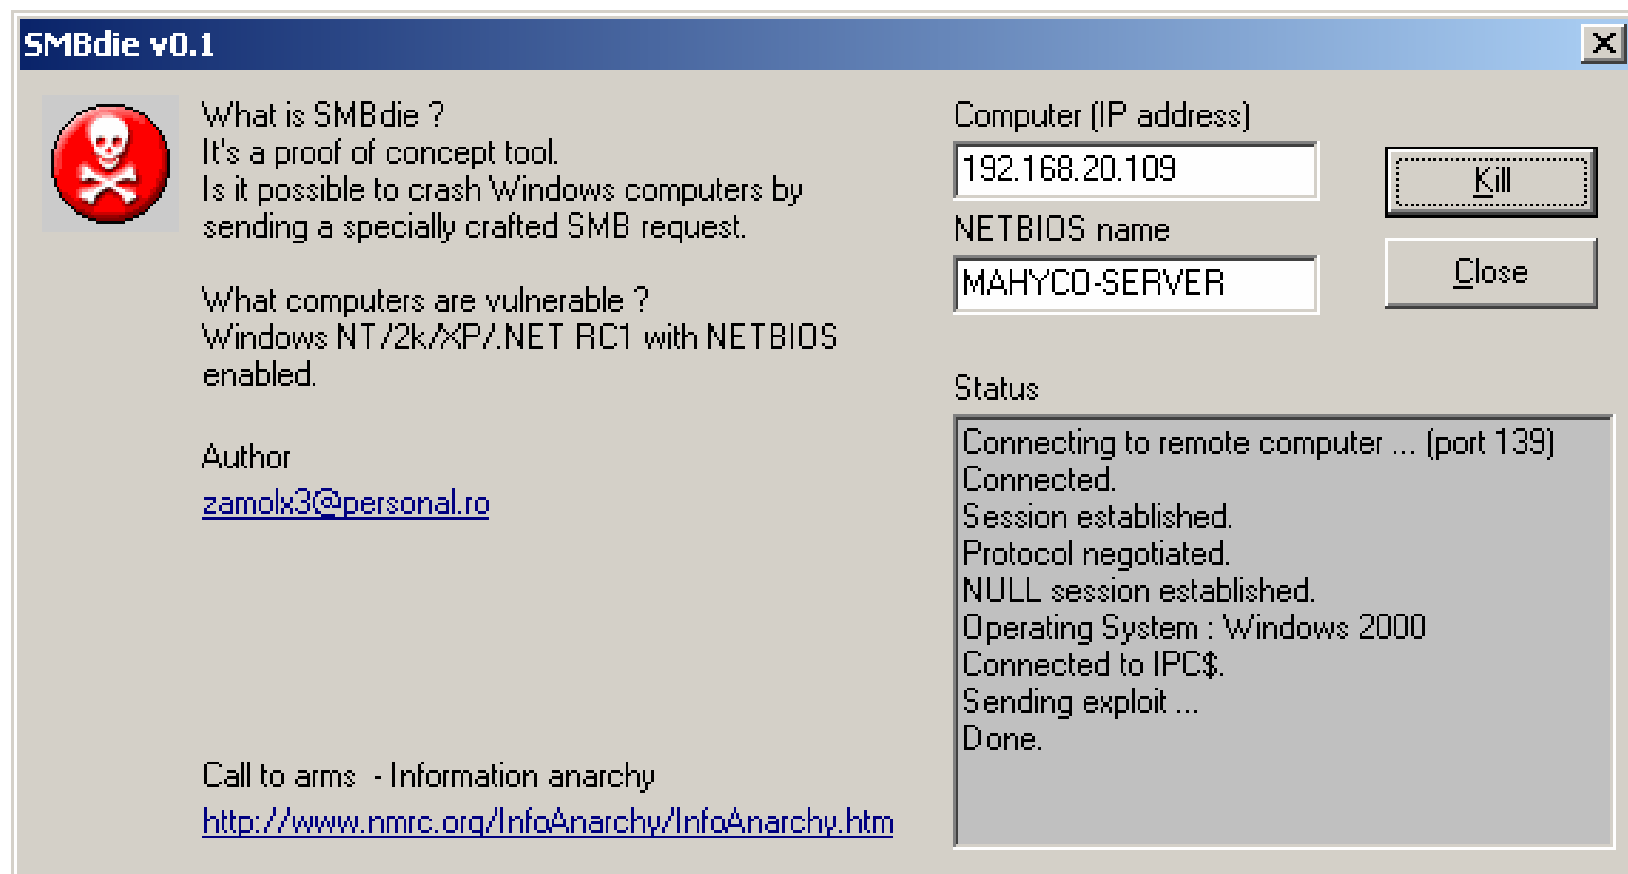 SMBdie v0.1
What is SMBdie ?
It's a proof of concept tool.
Is it possible to crash Windows computers by
sending a specially crafted SMB request.
What computers are vulnerable ?
Windows NT/2k/XP/.NET RC1 with NETBIOS
enabled.
Author
zamolx3@personal.ro
Call to arms  - Information anarchy
http://www.nmrc.org/InfoAnarchy/InfoAnarchy.htm
Computer (IP address)
192.168.20.109
Kill
NETBIOS name
MAHYCO-SERVER
Close
Status
Connecting to remote computer ... (port 139)
Connected.
Session established.
Protocol negotiated.
NULL session established.
Operating System : Windows 2000
Connected to IPC$.
Sending exploit ...
Done.